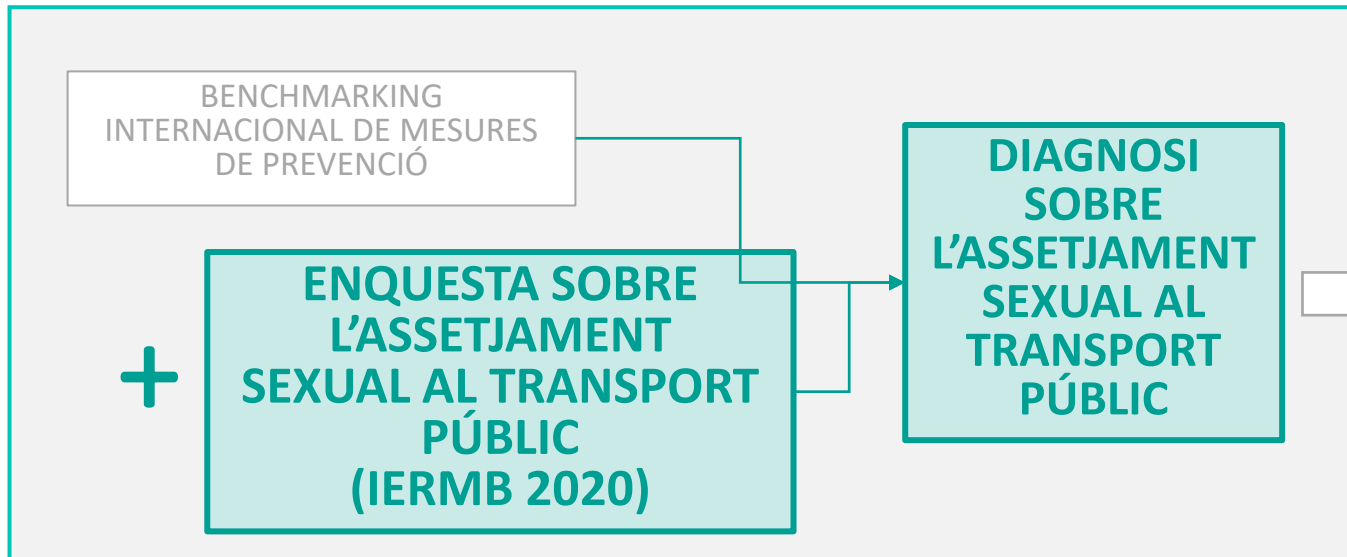 BENCHMARKING
INTERNACIONAL DE MESURES
DE PREVENCIÓ
+
ENQUESTA SOBRE
L’ASSETJAMENT
SEXUAL AL TRANSPORT
PÚBLIC
(IERMB 2020)
DIAGNOSI
SOBRE
L’ASSETJAMENT
SEXUAL AL
TRANSPORT
PÚBLIC